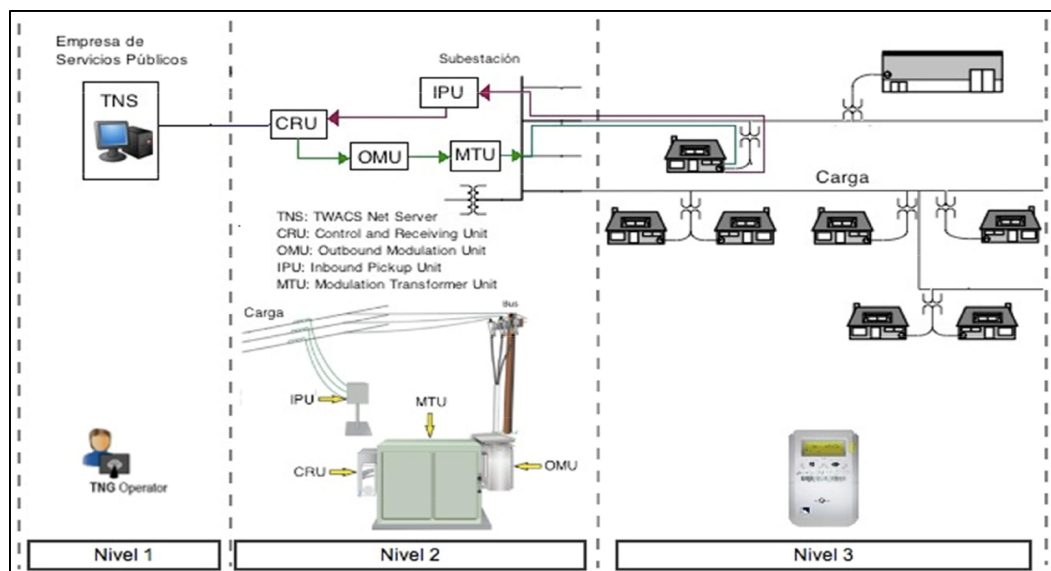 Empresa de
Servicios Públicos
TNS
Subestación
IPU
CRU
OMU
MTU
Carga
TNS: TWACS Net Server
CRU: Control and Receiving Unit
OMU: Outbound Modulation Unit
IPU: Inbound Pickup Unit
MTU: Modulation Transformer Unit
Carga
Bus
IPU
MTU
CRU
OMU
TNG Operator
Nivel 1
Nivel 2
Nivel 3